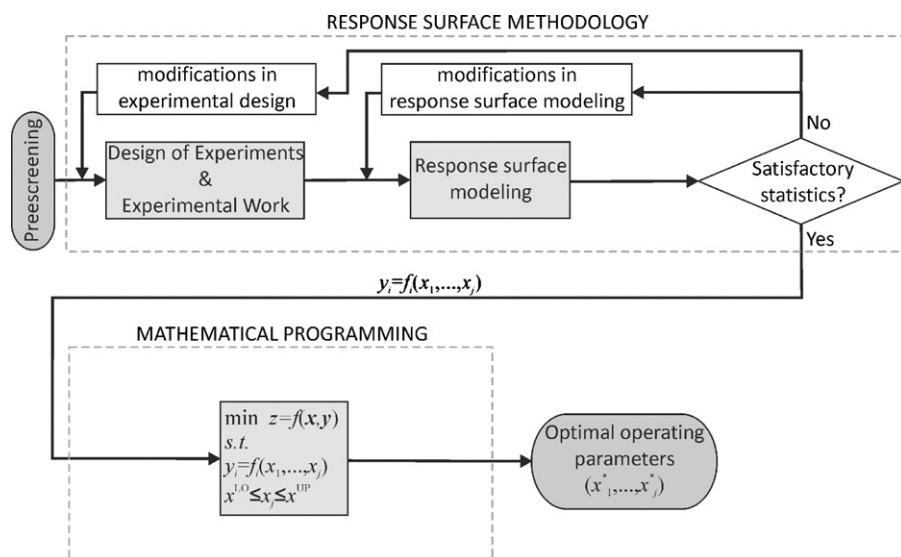 RESPONSE SURFACE METHODOLOGY
modifications in
experimental design
modifications in
response surface modeling
Preescreening
Design of Experiments
&
Experimental Work
Response surface
modeling
No
Satisfactory
statistics?
Yes
yᵢ=fᵢ(x₁,...,xⱼ)
MATHEMATICAL PROGRAMMING
min z=f(x,y)
s.t.
yᵢ=fᵢ(x₁,...,xⱼ)
x^LO≤xⱼ≤x^UP
Optimal operating
parameters
(x*₁,...,x*ⱼ)